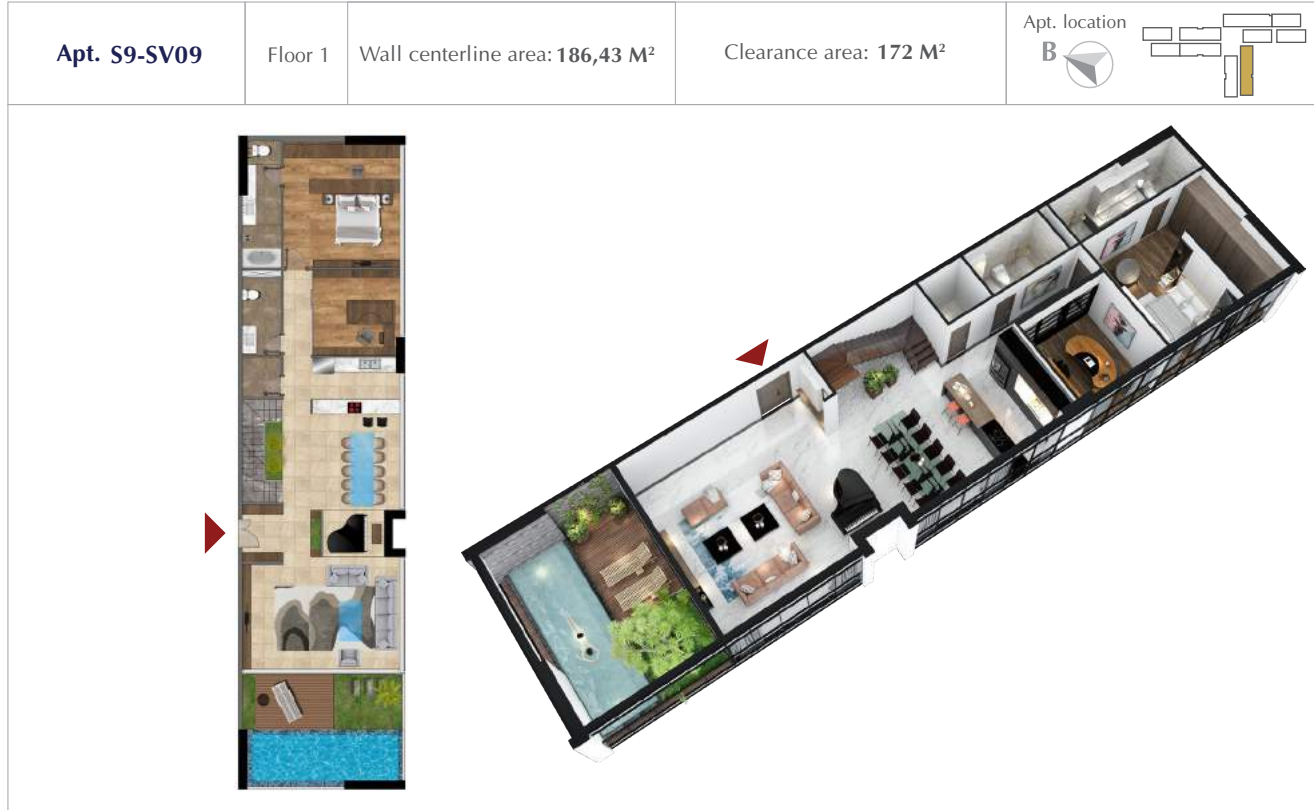 Apt. S9-SV09
Floor 1
Wall centerline area: 186,43 M²
Clearance area: 172 M²
Apt. location
B